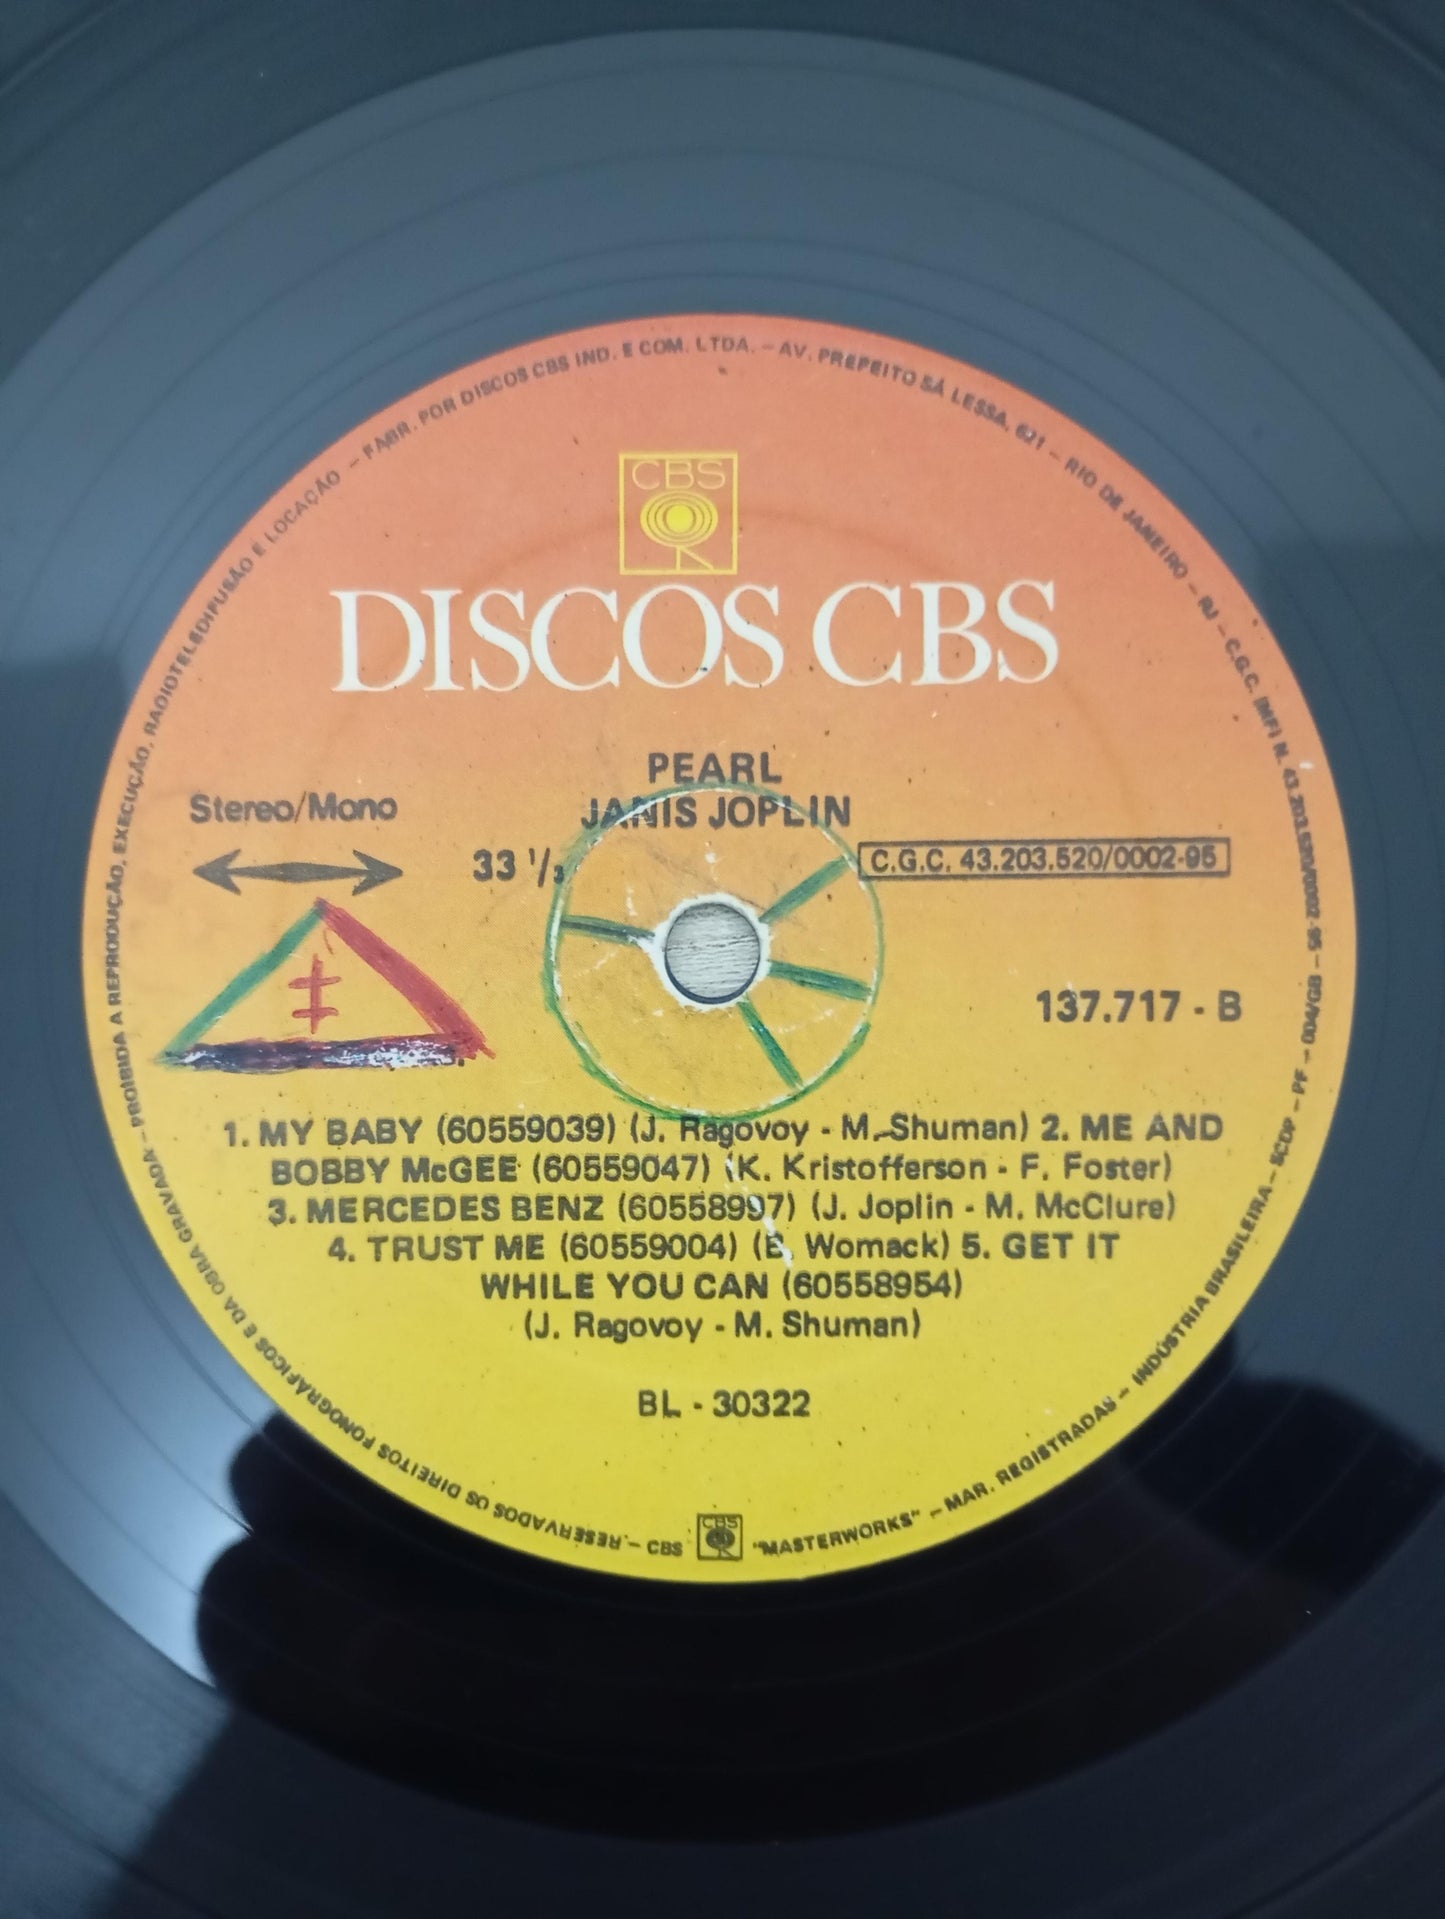 CBS
DISCOS CBS
PEARL
JANIS JOPLIN
Stereo/Mono
33 1/3
C.G.C. 43.203.520/0002-95
137.717 - B
1. MY BABY (60559039) (J. Ragovoy - M. Shuman) 2. ME AND
BOBBY McGEE (60559047) (K. Kristofferson - F. Foster)
3. MERCEDES BENZ (60558997) (J. Joplin - M. McClure)
4. TRUST ME (60559004) (B. Womack) 5. GET IT
WHILE YOU CAN (60558954)
(J. Ragovoy - M. Shuman)
BL - 30322
RESERVADOS OS DIREITOS FONOGRÁFICOS E DA OBRA GRAVADA - PROIBIDA A REPRODUÇÃO, EXECUÇÃO, RADIOTELEDIFUSÃO E LOCAÇÃO - FABR. POR DISCOS CBS IND. E COM. LTDA. - AV. PREFEITO SÁ LESSA, 621 - RIO DE JANEIRO - RJ - C.G.C. (MF) N. 43.203.520/0002-95 - 004/GB - PF - SCDP - INDÚSTRIA BRASILEIRA - MAR. REGISTRADAS - "MASTERWORKS" CBS - CBS